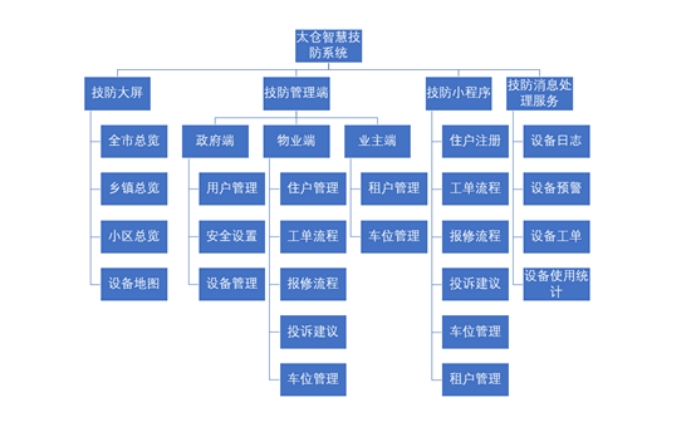 太仓智慧技
防系统
技防大屏
技防管理端
技防小程序
技防消息处
理服务
全市总览
政府端
物业端
业主端
住户注册
设备日志
乡镇总览
用户管理
住户管理
租户管理
工单流程
设备预警
小区总览
安全设置
工单流程
车位管理
报修流程
设备工单
设备地图
设备管理
报修流程
投诉建议
设备使用统
计
投诉建议
车位管理
车位管理
租户管理